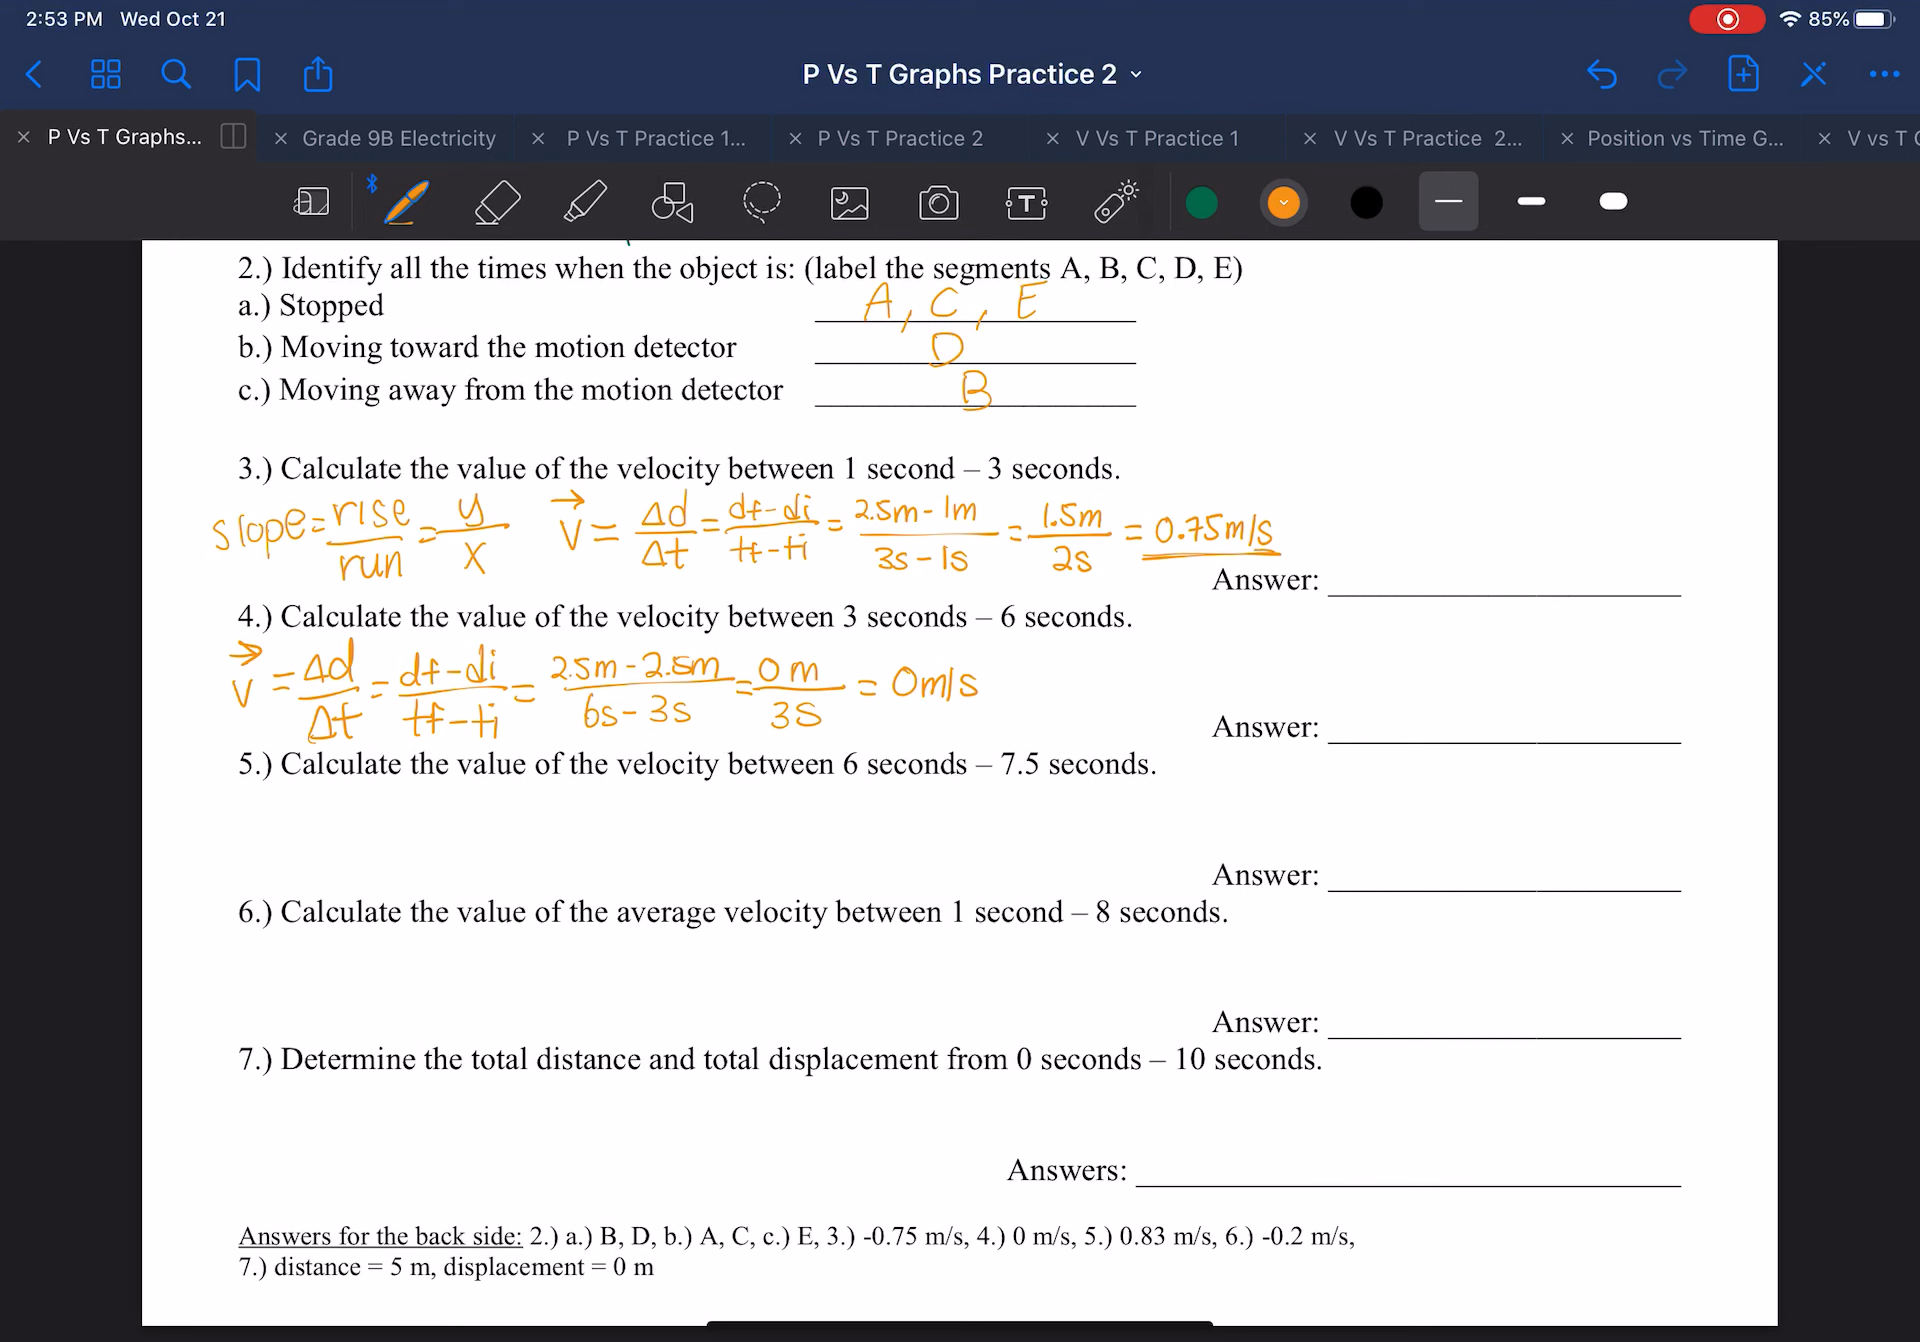 2:53 PM Wed Oct 21 85%
P Vs T Graphs Practice 2
P Vs T Graphs... Grade 9B Electricity P Vs T Practice 1... P Vs T Practice 2 V Vs T Practice 1 V Vs T Practice 2... Position vs Time G... V vs T
2.) Identify all the times when the object is: (label the segments A, B, C, D, E)
a.) Stopped A, C, E
b.) Moving toward the motion detector D
c.) Moving away from the motion detector B
3.) Calculate the value of the velocity between 1 second – 3 seconds.
slope = rise/run = y/x v⃗ = Δd/Δt = df-di/tf-ti = 2.5m-1m/3s-1s = 1.5m/2s = 0.75m/s
Answer:
4.) Calculate the value of the velocity between 3 seconds – 6 seconds.
v⃗ = Δd/Δt = df-di/tf-ti = 2.5m-2.5m/6s-3s = 0m/3s = 0m/s
Answer:
5.) Calculate the value of the velocity between 6 seconds – 7.5 seconds.
Answer:
6.) Calculate the value of the average velocity between 1 second – 8 seconds.
Answer:
7.) Determine the total distance and total displacement from 0 seconds – 10 seconds.
Answers:
Answers for the back side: 2.) a.) B, D, b.) A, C, c.) E, 3.) -0.75 m/s, 4.) 0 m/s, 5.) 0.83 m/s, 6.) -0.2 m/s,
7.) distance = 5 m, displacement = 0 m